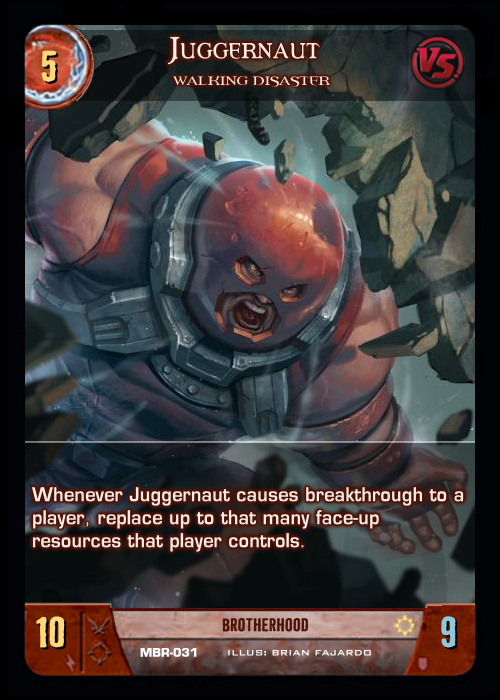 5
Juggernaut
VS
Walking Disaster
Whenever Juggernaut causes breakthrough to a
player, replace up to that many face-up
resources that player controls.
10
BROTHERHOOD
9
MBR-031 ILLUS: BRIAN FAJARDO